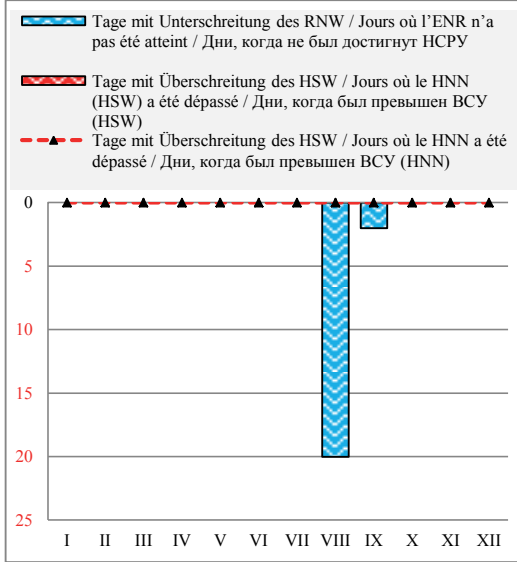 Tage mit Unterschreitung des RNW / Jours où l'ENR n'a
pas été atteint / Дни, когда не был достигнут НСРУ
Tage mit Überschreitung des HSW / Jours où le HNN
(HSW) a été dépassé / Дни, когда был превышен ВСУ
(HSW)
Tage mit Überschreitung des HSW / Jours où le HNN a été
dépassé / Дни, когда был превышен ВСУ (HNN)
0
5
10
15
20
25
I II III IV V VI VII VIII IX X XI XII